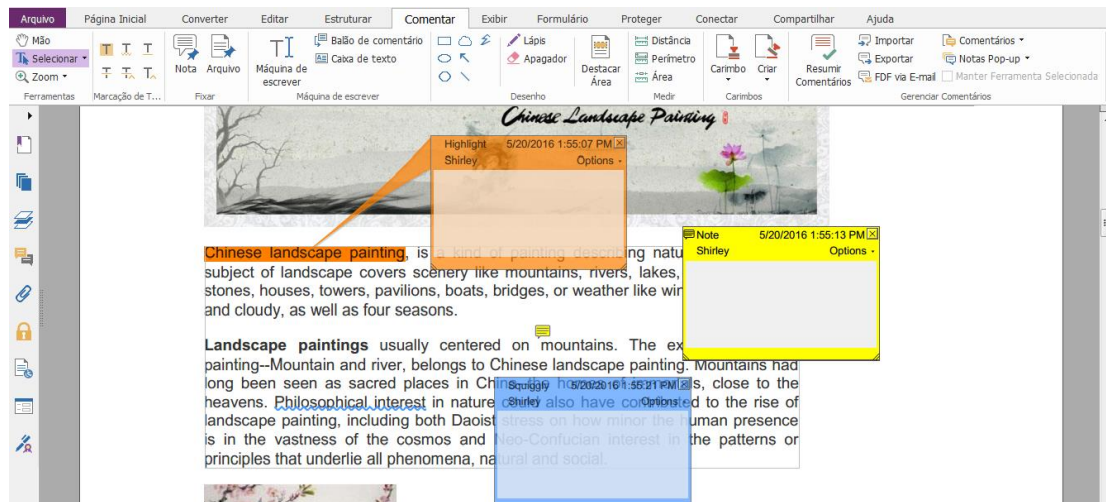 Arquivo Página Inicial Converter Editar Estruturar Comentar Exibir Formulário Proteger Conectar Compartilhar Ajuda
Mão
Selecionar
Zoom
Ferramentas
T T T
T T T
Marcação de T...
Nota Arquivo
Fixar
Máquina de escrever
Balão de comentário
Caixa de texto
Máquina de escrever
Lápis
Apagador
Desenho
Destacar Área
Distância
Perímetro
Área
Medir
Carimbo Criar
Carimbos
Resumir Comentários
Importar
Exportar
FDF via E-mail
Comentários
Notas Pop-up
Manter Ferramenta Selecionada
Gerenciar Comentários
Chinese Landscape Painting
Highlight 5/20/2016 1:55:07 PM
Shirley Options
Note 5/20/2016 1:55:13 PM
Shirley Options
Chinese landscape painting, is a kind of painting describing natu
subject of landscape covers scenery like mountains, rivers, lakes,
stones, houses, towers, pavilions, boats, bridges, or weather like win
and cloudy, as well as four seasons.
Landscape paintings usually centered on mountains. The ex
painting--Mountain and river, belongs to Chinese landscape painting. Mountains had
long been seen as sacred places in China, the homes of immortals, close to the
heavens. Philosophical interest in nature could also have contributed to the rise of
landscape painting, including both Daoist stress on how minor the human presence
is in the vastness of the cosmos and Neo-Confucian interest in the patterns or
principles that underlie all phenomena, natural and social.
Squiggly 5/20/2016 1:55:21 PM
Shirley Options